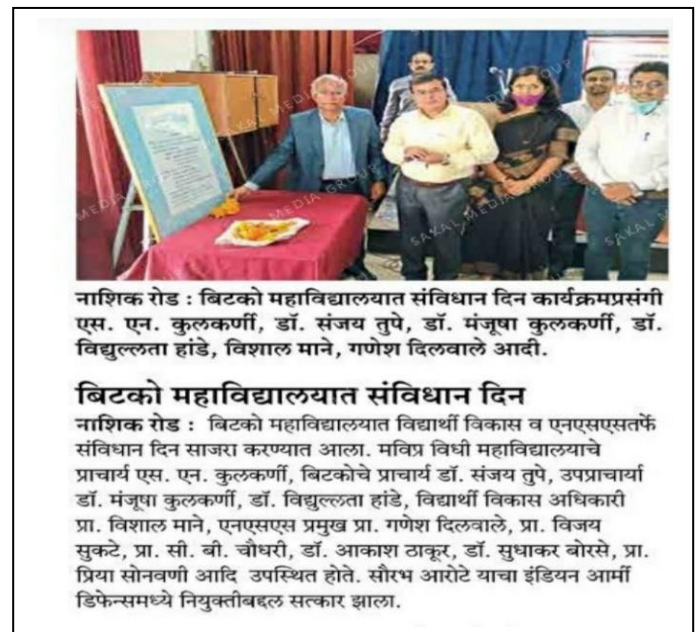 नाशिक रोड : बिटको महाविद्यालयात संविधान दिन कार्यक्रमप्रसंगी
एस. एन. कुलकर्णी, डॉ. संजय तुपे, डॉ. मंजूषा कुलकर्णी, डॉ.
विद्युल्लता हांडे, विशाल माने, गणेश दिलवाले आदी.
बिटको महाविद्यालयात संविधान दिन
नाशिक रोड : बिटको महाविद्यालयात विद्यार्थी विकास व एनएसएसतर्फे
संविधान दिन साजरा करण्यात आला. मविप्र विधी महाविद्यालयाचे
प्राचार्य एस. एन. कुलकर्णी, बिटकोचे प्राचार्य डॉ. संजय तुपे, उपप्राचार्या
डॉ. मंजूषा कुलकर्णी, डॉ. विद्युल्लता हांडे, विद्यार्थी विकास अधिकारी
प्रा. विशाल माने, एनएसएस प्रमुख प्रा. गणेश दिलवाले, प्रा. विजय
सुकटे, प्रा. सी. बी. चौधरी, डॉ. आकाश ठाकूर, डॉ. सुधाकर बोरसे, प्रा.
प्रिया सोनवणी आदि उपस्थित होते. सौरभ आरोटे याचा इंडियन आर्मी
डिफेन्समध्ये नियुक्तीबद्दल सत्कार झाला.